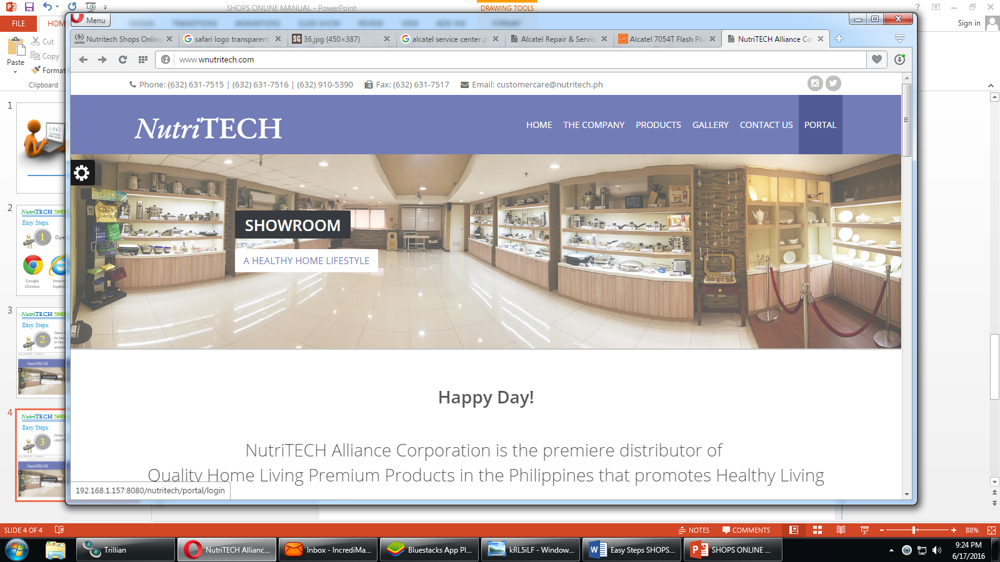 SHOPS ONLINE MANUAL - PowerPoint
DRAWING TOOLS
FILE
HOM
Sign in
Paste
Cut
Copy
Format
Clipboard
Menu
Nutritech Shops Online
safari logo transparent
36.jpg (450×387)
alcatel service center p
Alcatel Repair & Service
Alcatel 7054T Flash Plu
NutriTECH Alliance Co
www.wnutritech.com
Phone: (632) 631-7515 | (632) 631-7516 | (632) 910-5390
Fax: (632) 631-7517
Email: customercare@nutritech.ph
NutriTECH
HOME
THE COMPANY
PRODUCTS
GALLERY
CONTACT US
PORTAL
SHOWROOM
A HEALTHY HOME LIFESTYLE
Happy Day!
NutriTECH Alliance Corporation is the premiere distributor of
Quality Home Living Premium Products in the Philippines that promotes Healthy Living
192.168.1.157:8080/nutritech/portal/login
1
2
NutriTECH SHO
Easy Steps:
1
Ope
Google
Chrome
Intern
Explor
3
NutriTECH SHO
Easy Steps:
2
Open t
by key
in the
websit
NutriTECH
4
NutriTECH SHO
Easy Steps:
3
Once o
click P
NutriTECH
SLIDE 4 OF 4
NOTES
COMMENTS
88%
Trillian
NutriTECH Allianc...
Inbox - IncrediMa...
Bluestacks App Pl...
kRL5iLF - Window...
Easy Steps SHOPS...
SHOPS ONLINE ...
9:24 PM
6/17/2016